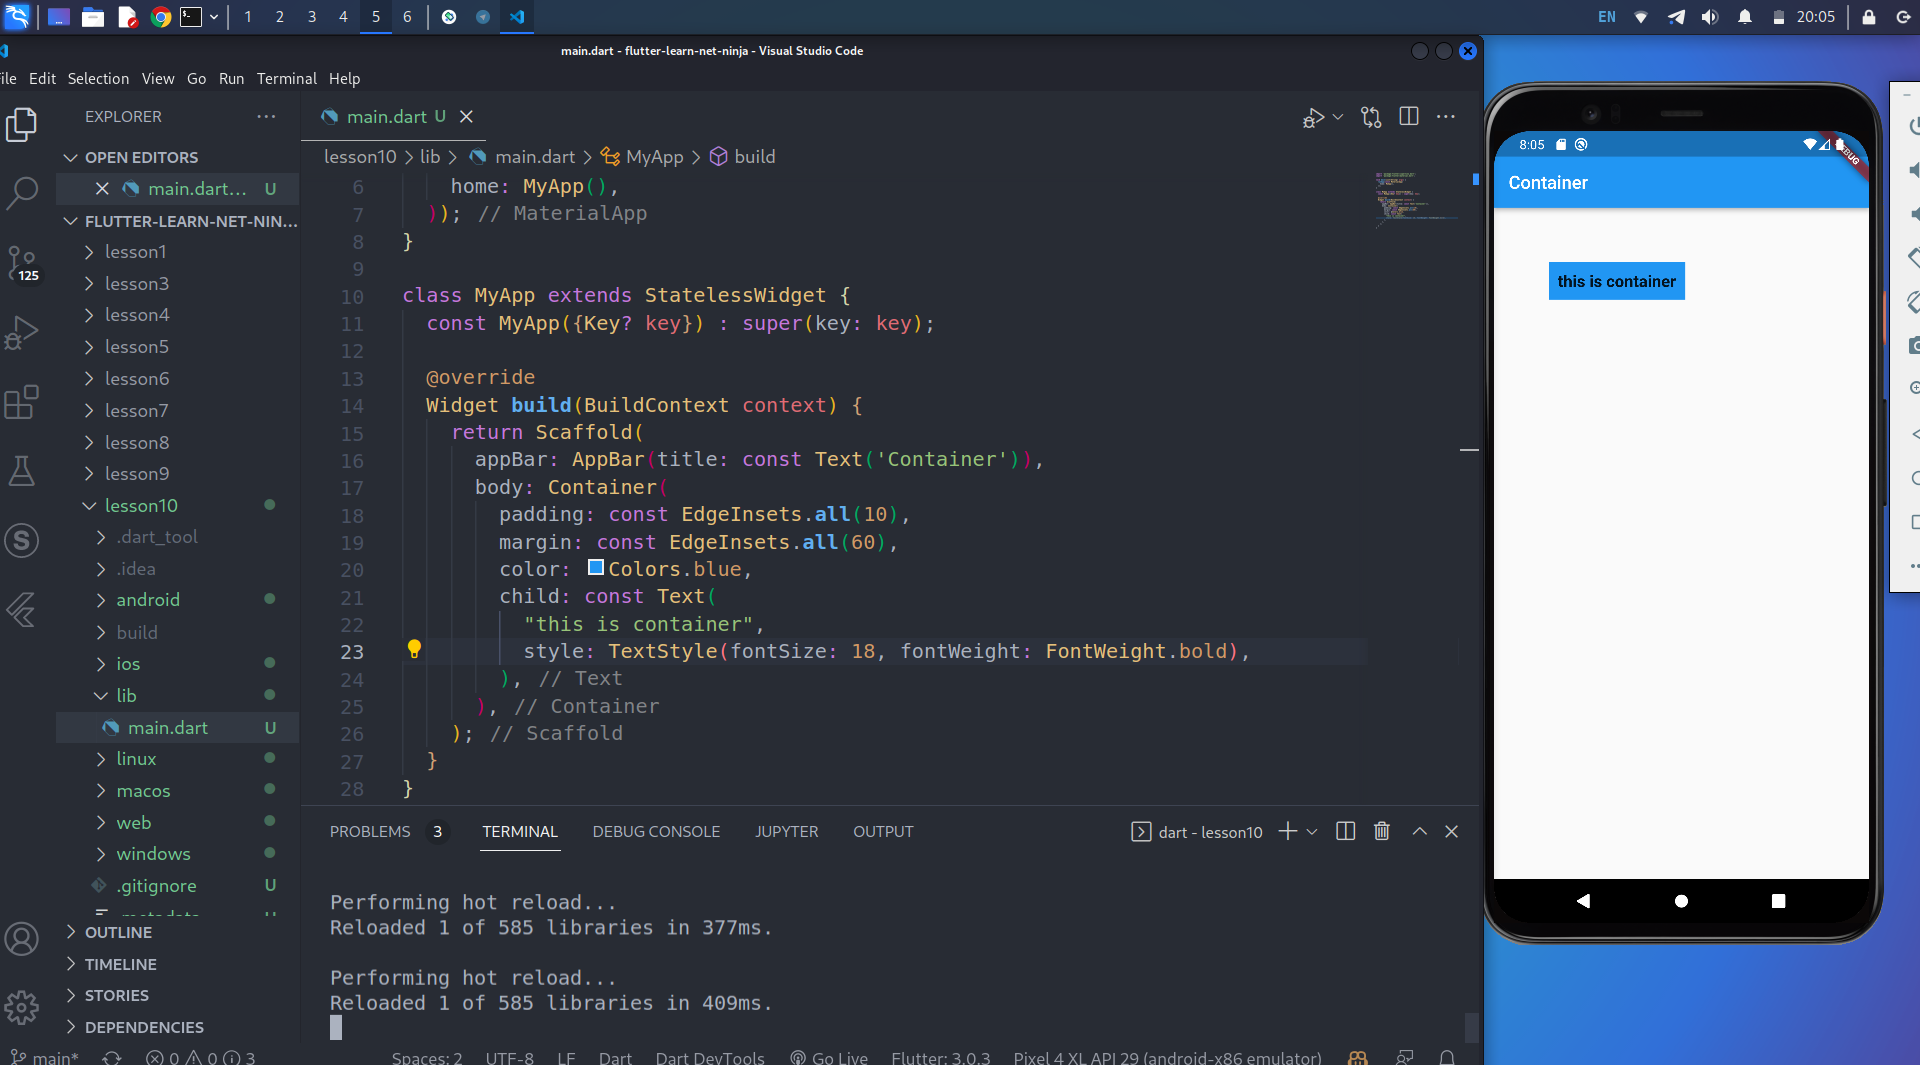 1 2 3 4 5 6
EN 20:05
main.dart - flutter-learn-net-ninja - Visual Studio Code
ile Edit Selection View Go Run Terminal Help
EXPLORER
OPEN EDITORS
main.dart... U
FLUTTER-LEARN-NET-NIN...
lesson1
lesson3
lesson4
lesson5
lesson6
lesson7
lesson8
lesson9
lesson10
.dart_tool
.idea
android
build
ios
lib
main.dart U
linux
macos
web
windows
.gitignore U
OUTLINE
TIMELINE
STORIES
DEPENDENCIES
125
main.dart U
lesson10 > lib > main.dart > MyApp > build
6 home: MyApp(),
7 )); // MaterialApp
8 }
9
10 class MyApp extends StatelessWidget {
11 const MyApp({Key? key}) : super(key: key);
12
13 @override
14 Widget build(BuildContext context) {
15 return Scaffold(
16 appBar: AppBar(title: const Text('Container')),
17 body: Container(
18 padding: const EdgeInsets.all(10),
19 margin: const EdgeInsets.all(60),
20 color: Colors.blue,
21 child: const Text(
22 "this is container",
23 style: TextStyle(fontSize: 18, fontWeight: FontWeight.bold),
24 ), // Text
25 ), // Container
26 ); // Scaffold
27 }
28 }
PROBLEMS 3 TERMINAL DEBUG CONSOLE JUPYTER OUTPUT
dart - lesson10
Performing hot reload...
Reloaded 1 of 585 libraries in 377ms.
Performing hot reload...
Reloaded 1 of 585 libraries in 409ms.
main* 0 0 3 Spaces: 2 UTF-8 LF Dart Dart DevTools Go Live Flutter: 3.0.3 Pixel 4 XL API 29 (android-x86 emulator)
8:05
DEBUG
Container
this is container